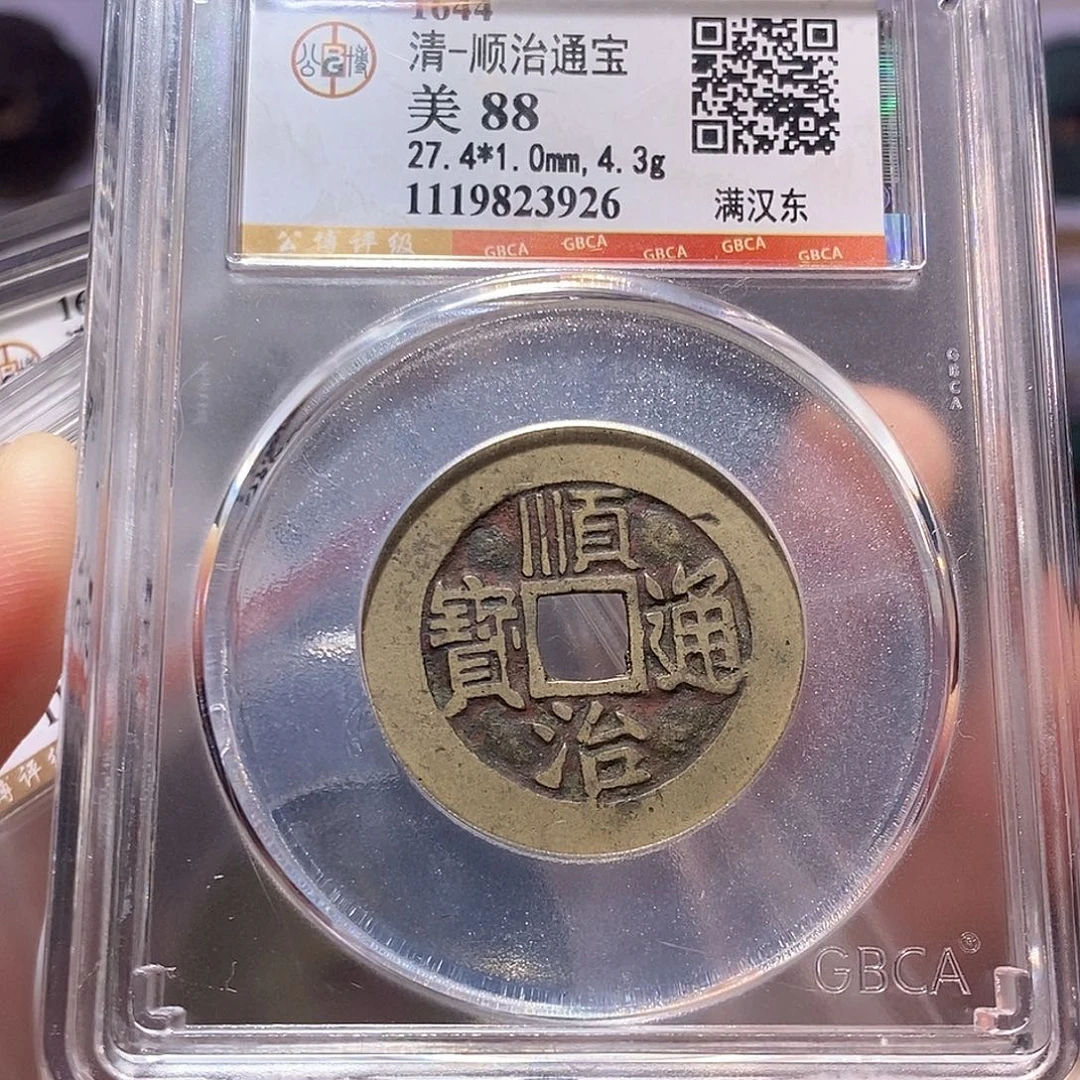 1644
清-顺治通宝
美 88
27.4*1.0mm, 4.3g
1119823926
满汉东
公博评级
GBCA GBCA GBCA GBCA GBCA
GBCA
順
通
寶
治
GBCA®